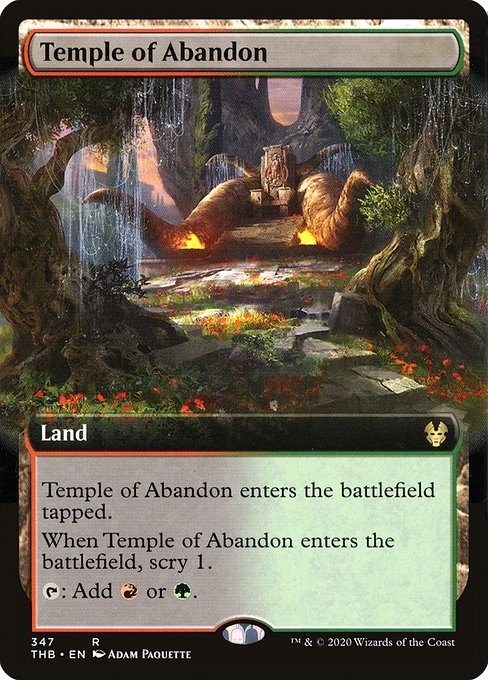 Temple of Abandon
Land
Temple of Abandon enters the battlefield
tapped.
When Temple of Abandon enters the
battlefield, scry 1.
: Add or .
347 R
THB • EN Adam Paquette
™ & © 2020 Wizards of the Coast